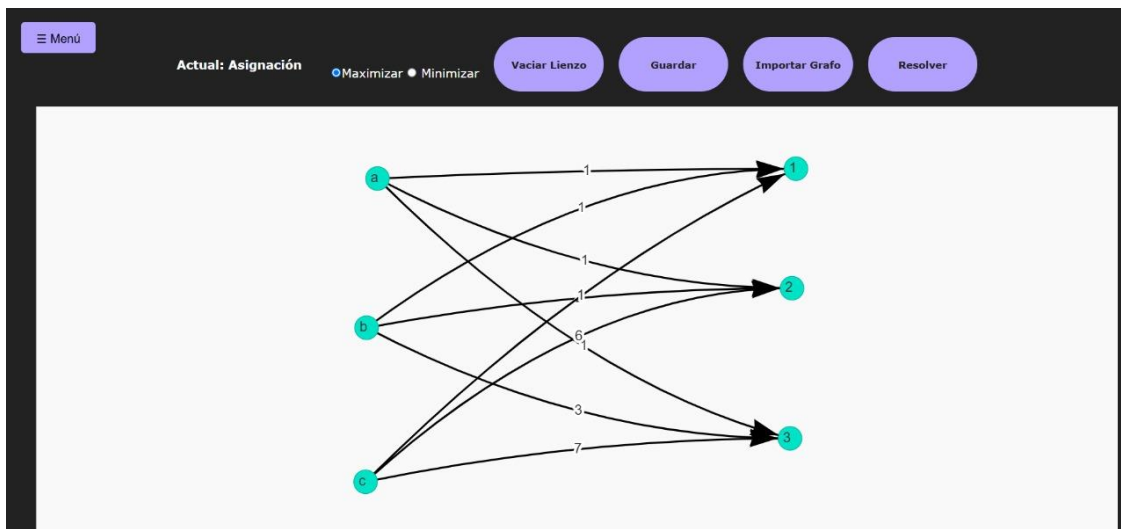 ☰ Menú
Actual: Asignación
Maximizar Minimizar
Vaciar Lienzo
Guardar
Importar Grafo
Resolver
a
1
1
1
1
2
1
b
6
1
3
3
7
c